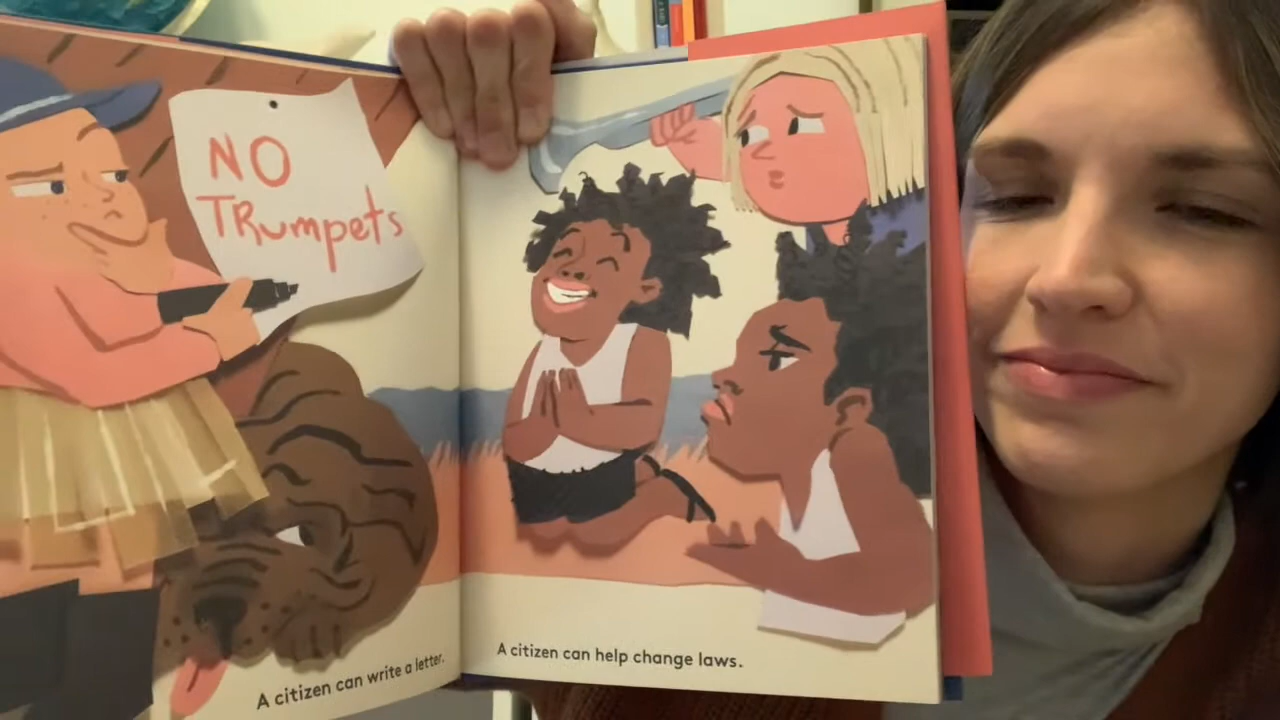 NO
TRumpets
A citizen can write a letter.
A citizen can help change laws.